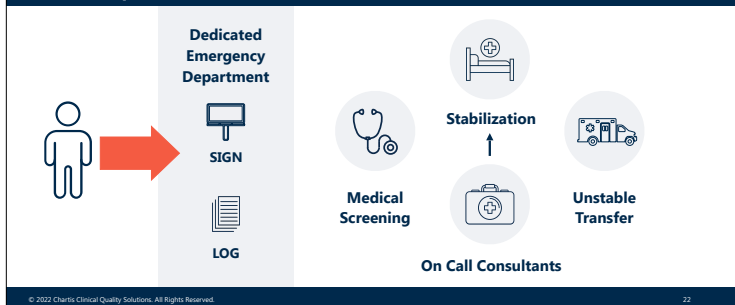 Dedicated
Emergency
Department
SIGN
LOG
Medical
Screening
Stabilization
On Call Consultants
Unstable
Transfer
© 2022 Chartis Clinical Quality Solutions. All Rights Reserved.
22